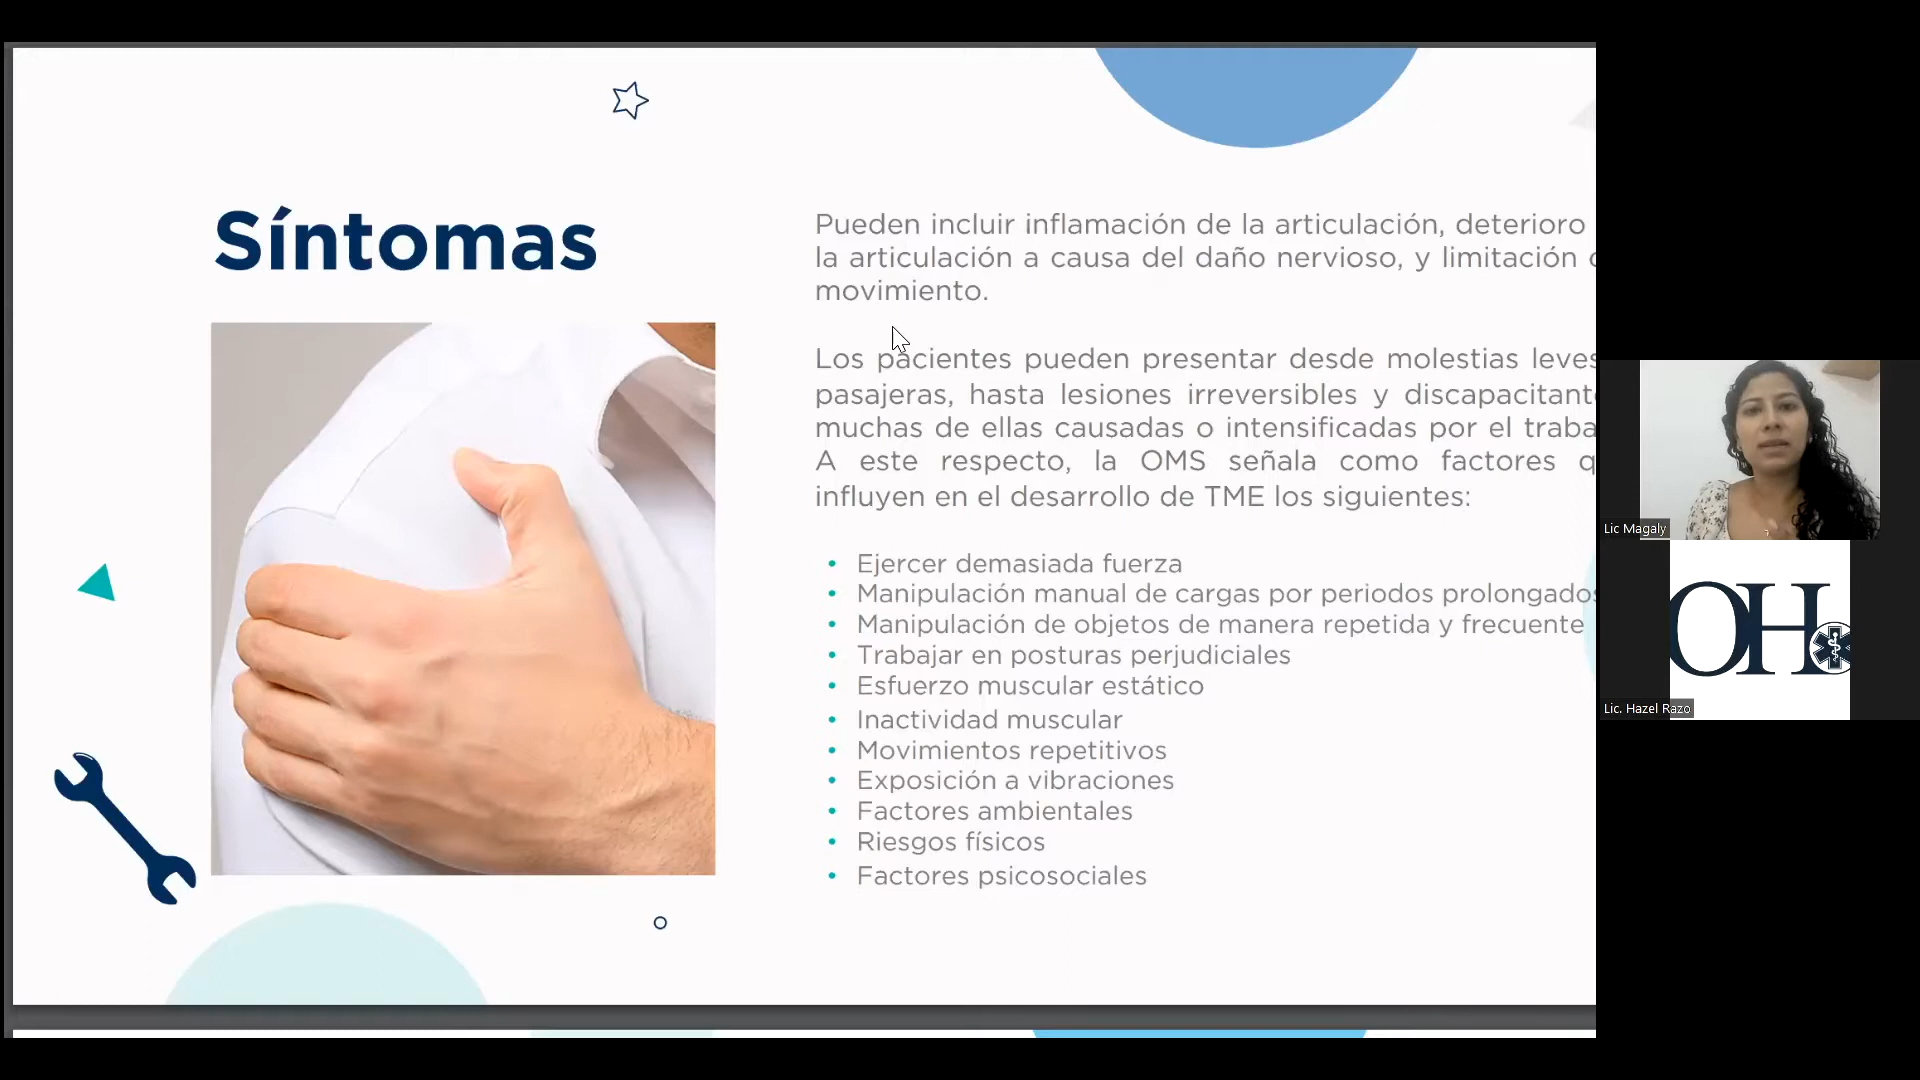 Síntomas
Pueden incluir inflamación de la articulación, deterioro
la articulación a causa del daño nervioso, y limitación
movimiento.
Los pacientes pueden presentar desde molestias leves
pasajeras, hasta lesiones irreversibles y discapacitant
muchas de ellas causadas o intensificadas por el traba
A este respecto, la OMS señala como factores q
influyen en el desarrollo de TME los siguientes:
• Ejercer demasiada fuerza
• Manipulación manual de cargas por periodos prolongados
• Manipulación de objetos de manera repetida y frecuente
• Trabajar en posturas perjudiciales
• Esfuerzo muscular estático
• Inactividad muscular
• Movimientos repetitivos
• Exposición a vibraciones
• Factores ambientales
• Riesgos físicos
• Factores psicosociales
Lic Magaly
OH
Lic. Hazel Razo